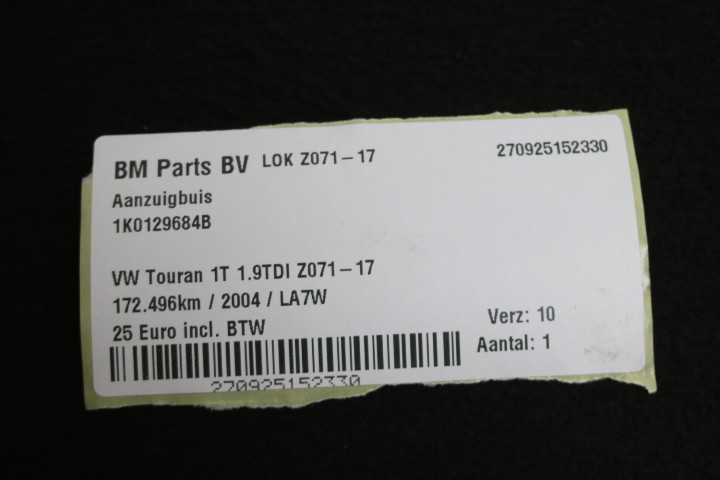 BM Parts BV LOK Z071-17 270925152330
Aanzuigbuis
1K0129684B
VW Touran 1T 1.9TDI Z071-17
172.496km / 2004 / LA7W
25 Euro incl. BTW
Verz: 10
Aantal: 1
270925152330